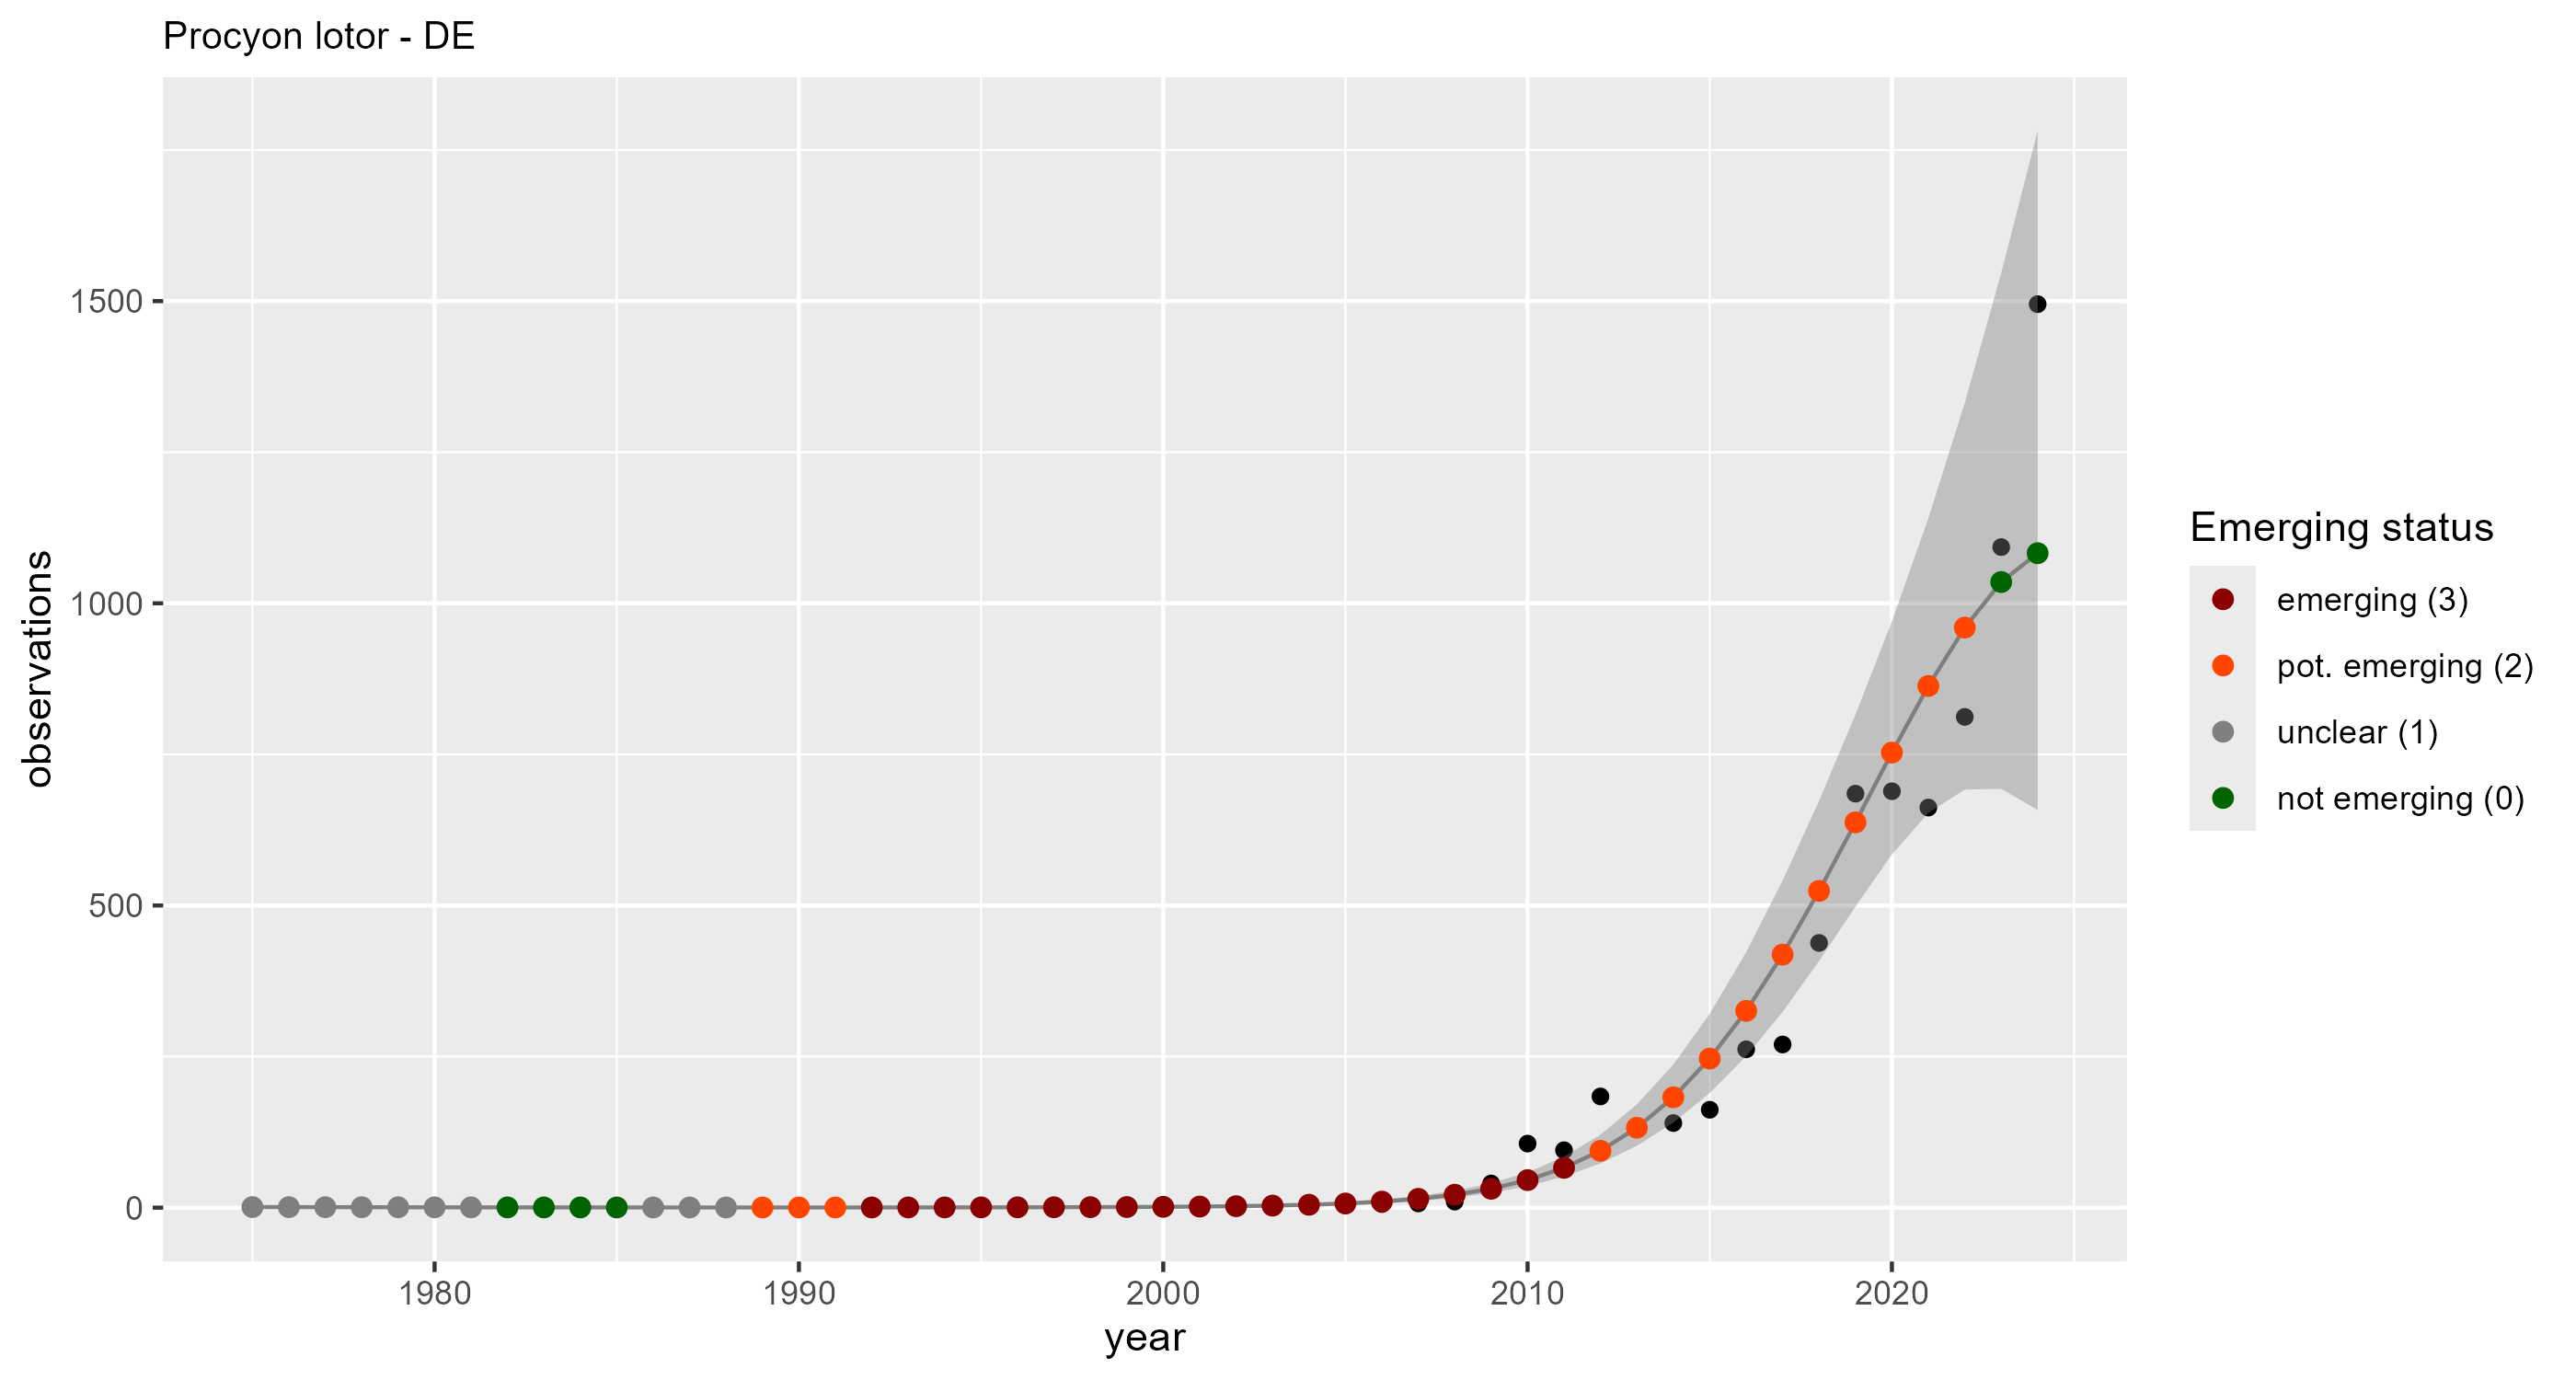 Procyon lotor - DE
1500
1000
500
0
observations
1980
1990
2000
2010
2020
year
Emerging status
emerging (3)
pot. emerging (2)
unclear (1)
not emerging (0)